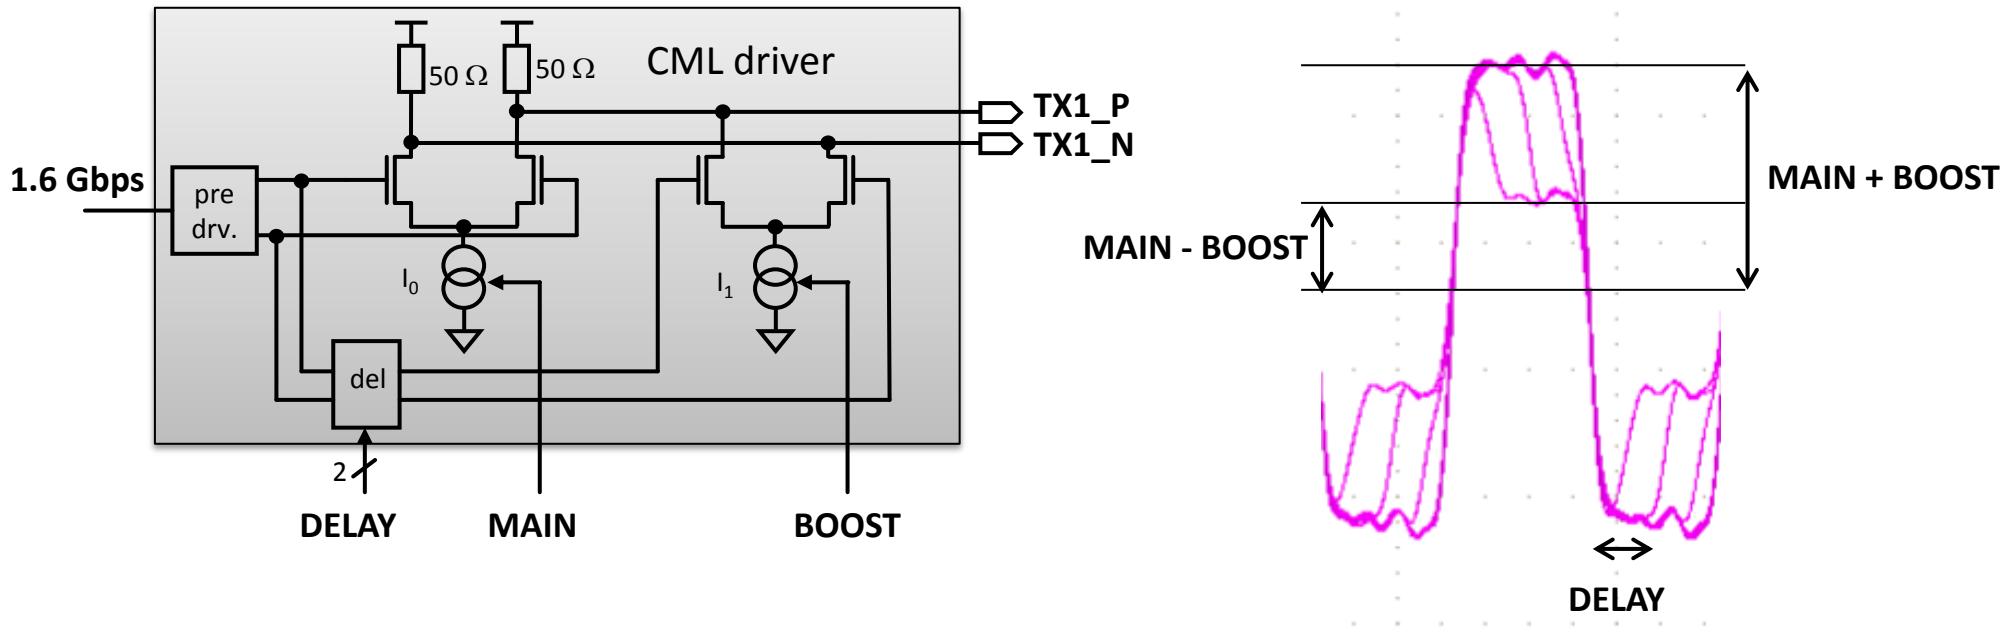 CML driver
50 Ω
50 Ω
TX1_P
TX1_N
1.6 Gbps
pre
drv.
I0
I1
del
2
DELAY
MAIN
BOOST
MAIN + BOOST
MAIN - BOOST
DELAY